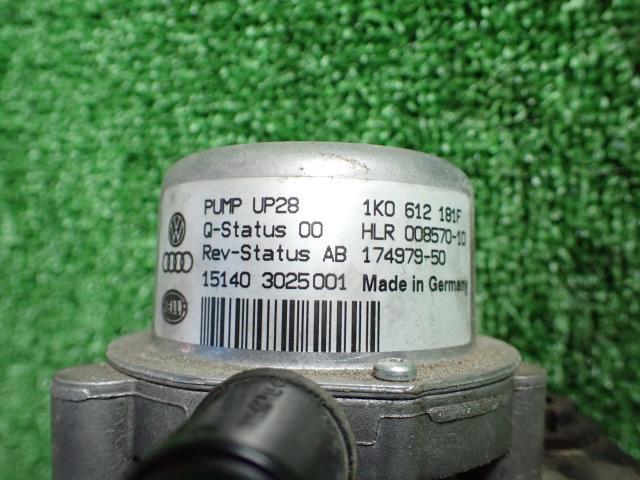 PUMP UP28 1K0 612 181F
Q-Status 00 HLR 008570-10
Rev-Status AB 174979-50
15140 3025001 Made in Germany
HELLA